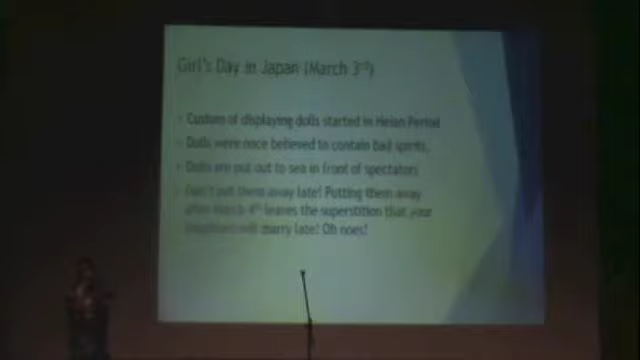 Girl's Day in Japan (March 3rd)
Custom of displaying dolls started in Heian Period
Dolls were once believed to contain bad spirits.
Dolls are put out to sea in front of spectators
Don't put them away late! Putting them away
after March 4th leaves the superstition that your
daughters will marry late! Oh noes!